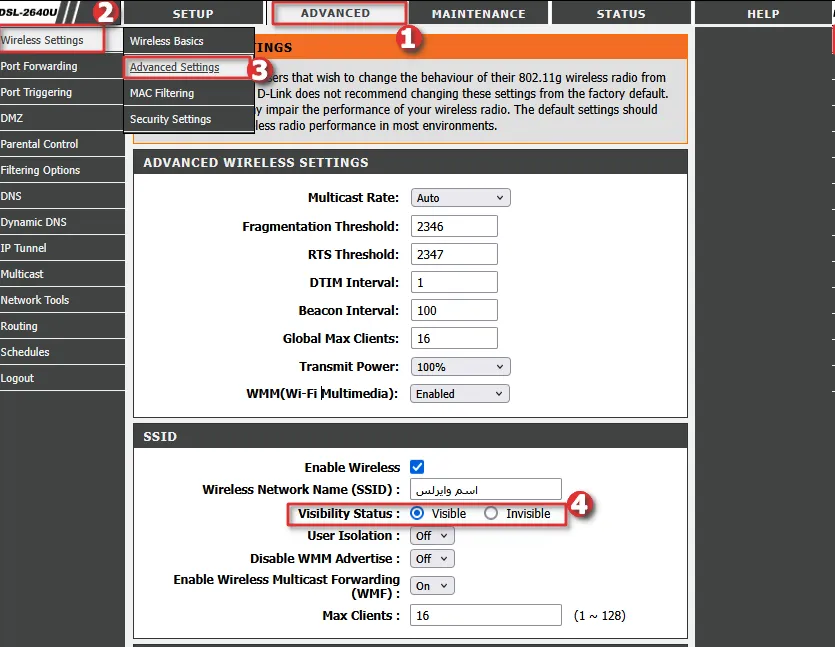 DSL-2640U
SETUP
ADVANCED
MAINTENANCE
STATUS
HELP
2
1
Wireless Settings
Port Forwarding
Port Triggering
DMZ
Parental Control
Filtering Options
DNS
Dynamic DNS
IP Tunnel
Multicast
Network Tools
Routing
Schedules
Logout
Wireless Basics
Advanced Settings
3
MAC Filtering
Security Settings
that wish to change the behaviour of their 802.11g wireless radio from
D-Link does not recommend changing these settings from the factory default.
impair the performance of your wireless radio. The default settings should
radio performance in most environments.
ADVANCED WIRELESS SETTINGS
Multicast Rate: Auto
Fragmentation Threshold: 2346
RTS Threshold: 2347
DTIM Interval: 1
Beacon Interval: 100
Global Max Clients: 16
Transmit Power: 100%
WMM(Wi-Fi Multimedia): Enabled
SSID
Enable Wireless
Wireless Network Name (SSID) : اسم وایرلس
Visibility Status : Visible Invisible
4
User Isolation : Off
Disable WMM Advertise : Off
Enable Wireless Multicast Forwarding
(WMF) : On
Max Clients : 16 (1 ~ 128)